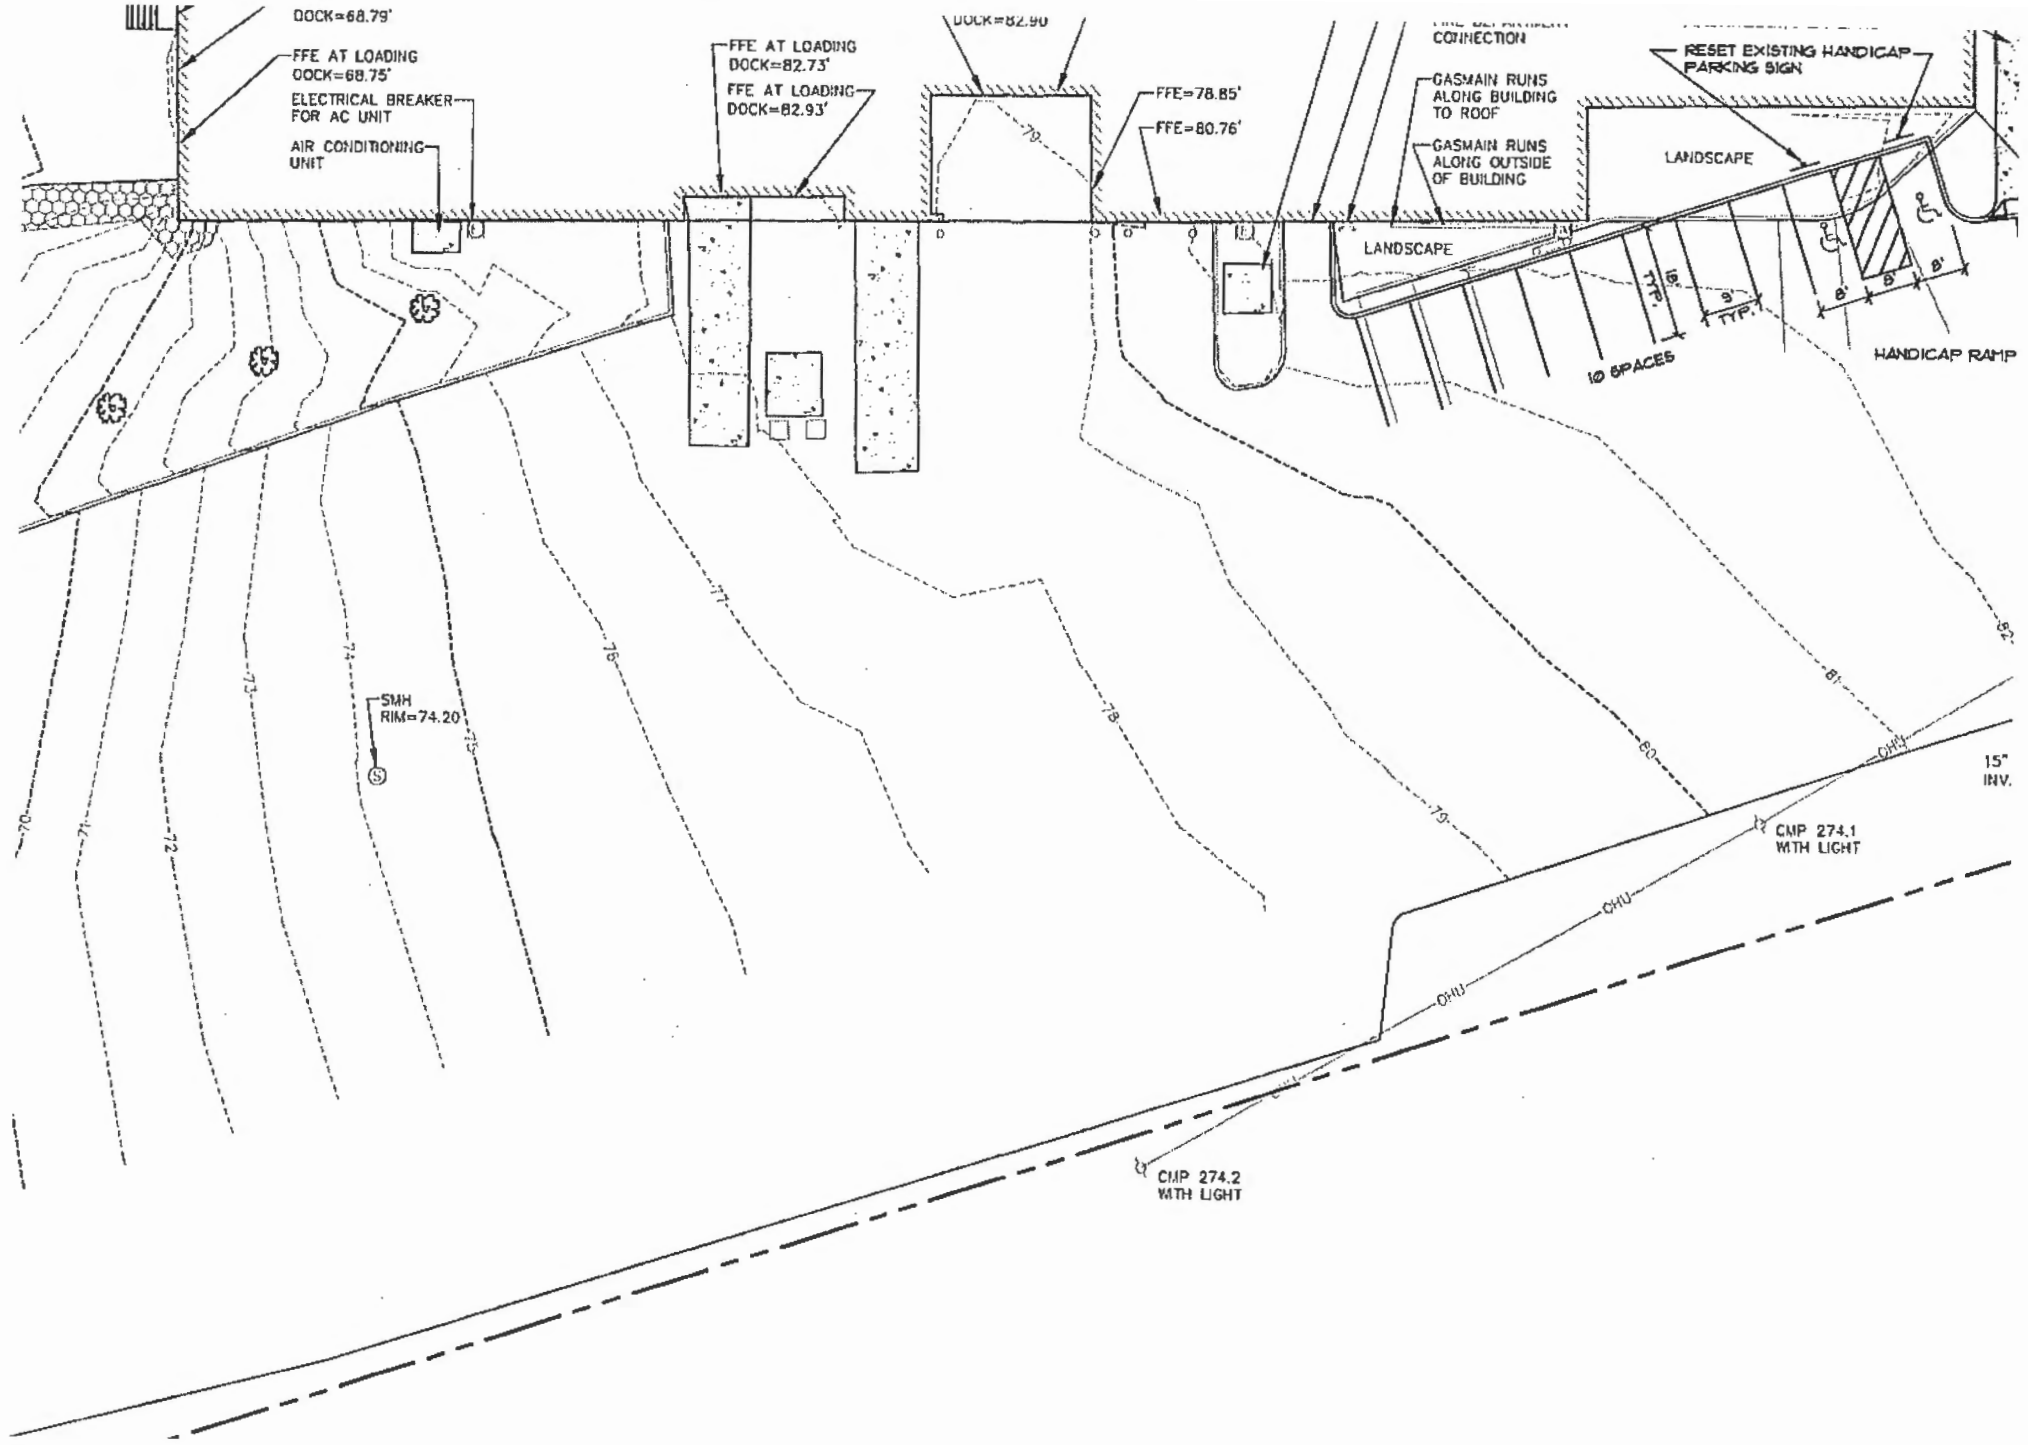 DOCK=68.79'
FFE AT LOADING
DOCK=68.75'
ELECTRICAL BREAKER
FOR AC UNIT
AIR CONDITIONING
UNIT
FFE AT LOADING
DOCK=82.73'
FFE AT LOADING
DOCK=82.93'
DOCK=82.90
79
FFE=78.85'
FFE=80.76'
FIRE DEPARTMENT
CONNECTION
GASMAIN RUNS
ALONG BUILDING
TO ROOF
GASMAIN RUNS
ALONG OUTSIDE
OF BUILDING
RESET EXISTING HANDICAP
PARKING SIGN
LANDSCAPE
LANDSCAPE
E
E
18'
TYP.
9'
TYP.
8'
8'
8'
10 SPACES
HANDICAP RAMP
70
71
72
73
74
75
76
77
78
79
80
81
82
SMH
RIM=74.20
S
OHU
OHU
OHU
15"
INV.
CMP 274.1
WITH LIGHT
CMP 274.2
WITH LIGHT